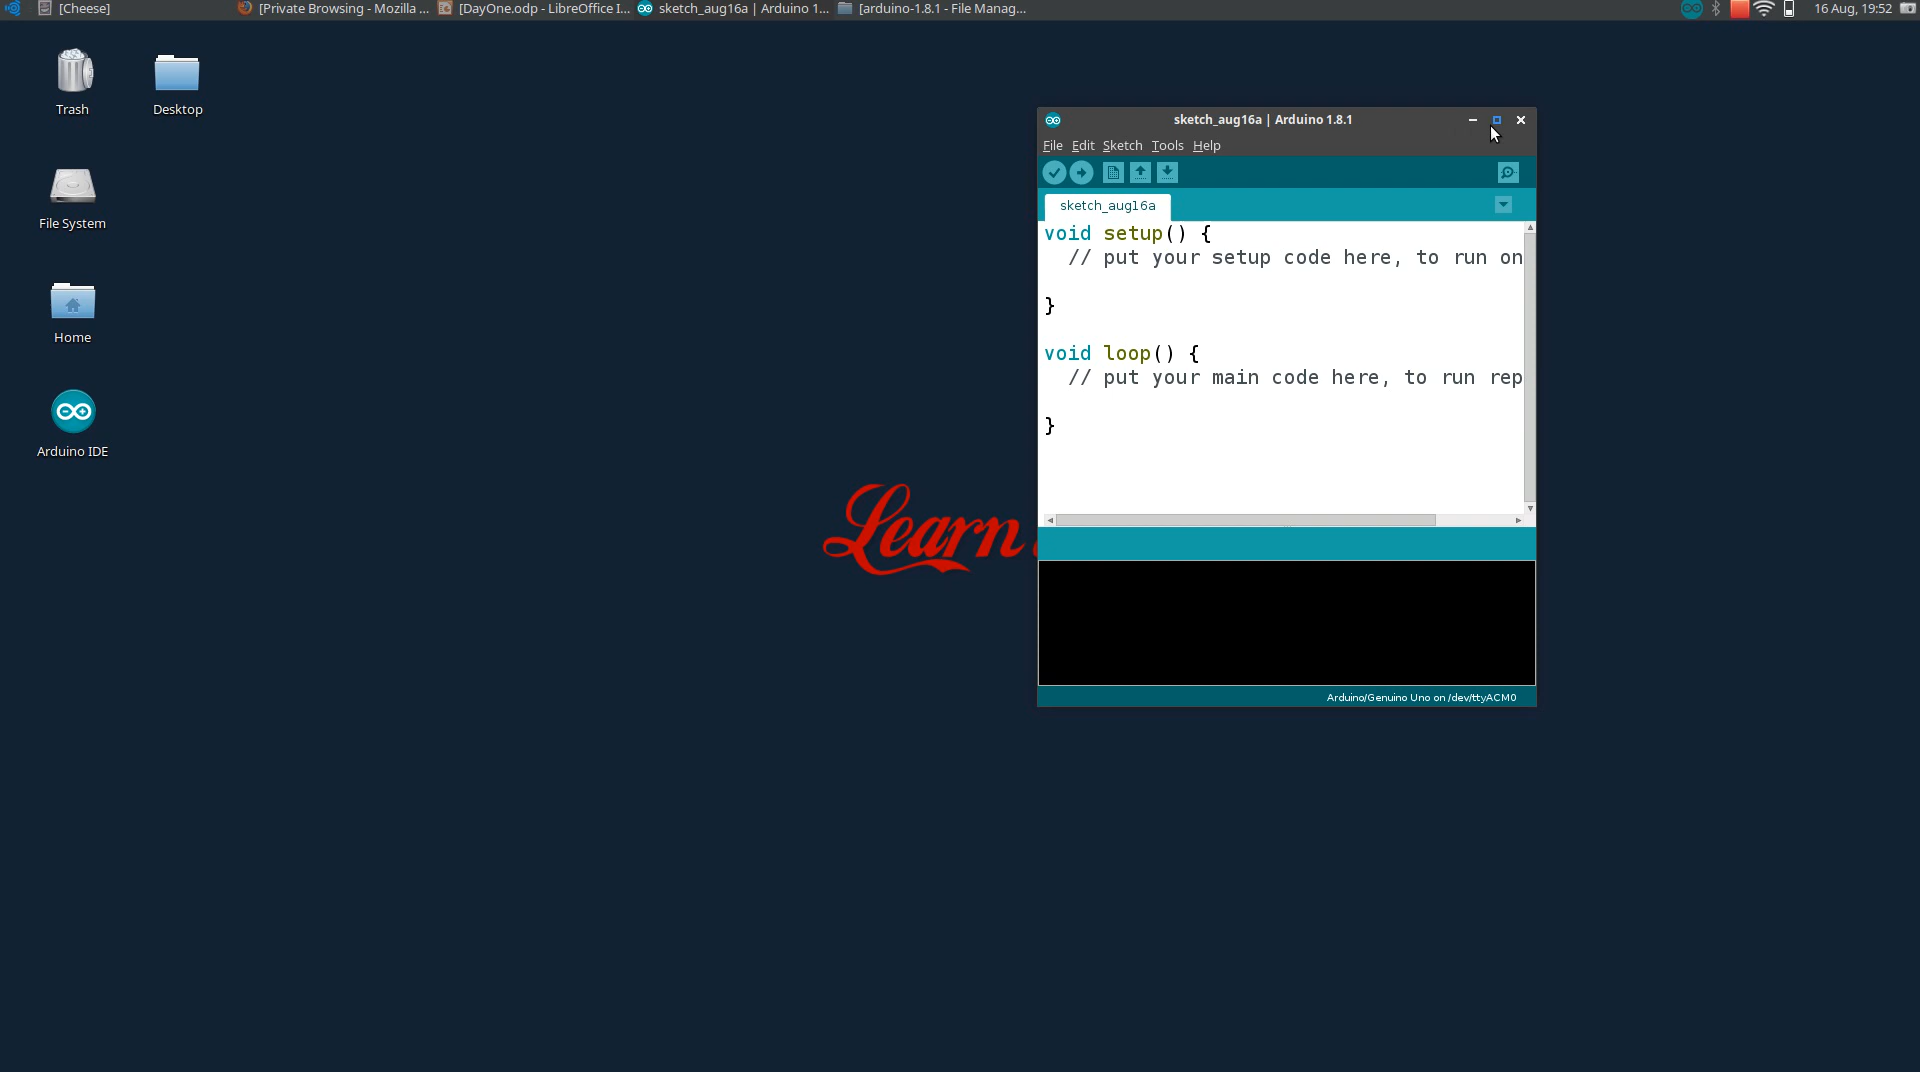 [Cheese]
[Private Browsing - Mozilla ...
[DayOne.odp - LibreOffice I...
sketch_aug16a | Arduino 1...
[arduino-1.8.1 - File Manag...
16 Aug, 19:52
Trash
Desktop
File System
Home
Arduino IDE
Learn
sketch_aug16a | Arduino 1.8.1
File Edit Sketch Tools Help
sketch_aug16a
void setup() {
// put your setup code here, to run on
}
void loop() {
// put your main code here, to run rep
}
Arduino/Genuino Uno on /dev/ttyACM0